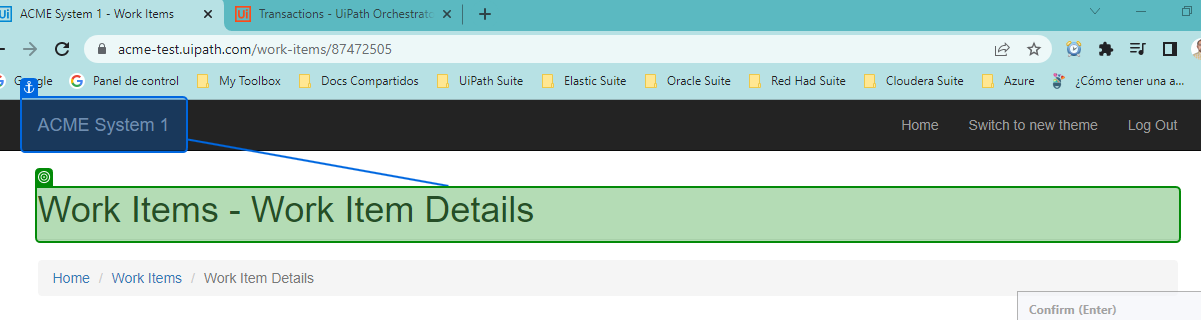 Ui ACME System 1 - Work Items Ui Transactions - UiPath Orchestrato
acme-test.uipath.com/work-items/87472505
Google Panel de control My Toolbox Docs Compartidos UiPath Suite Elastic Suite Oracle Suite Red Had Suite Cloudera Suite Azure ¿Cómo tener una a...
ACME System 1 Home Switch to new theme Log Out
Work Items - Work Item Details
Home / Work Items / Work Item Details
Confirm (Enter)